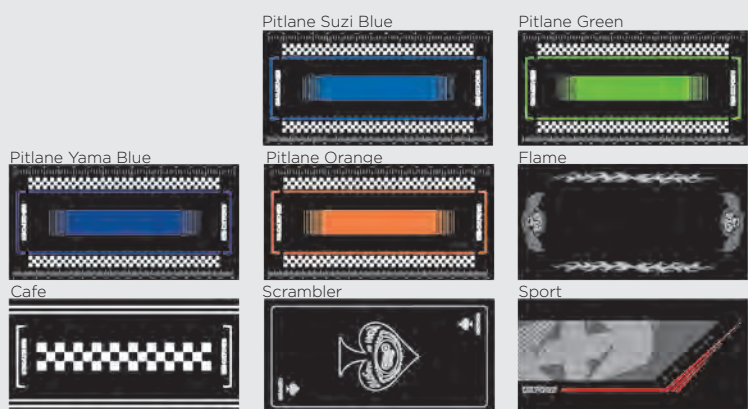 Pitlane Suzi Blue
Pitlane Green
Pitlane Yama Blue
Pitlane Orange
Flame
Cafe
Scrambler
Sport